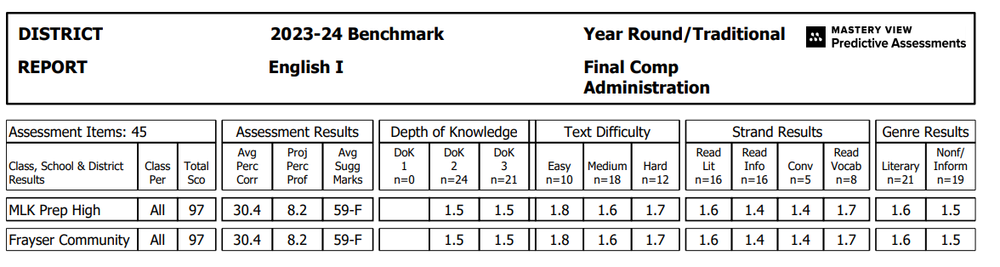 DISTRICT 2023-24 Benchmark Year Round/Traditional MASTERY VIEW
Predictive Assessments
REPORT English I Final Comp
Administration
Assessment Items: 45 Assessment Results Depth of Knowledge Text Difficulty Strand Results Genre Results
Class, School & District Results Class Per Total Sco Avg Perc Corr Proj Perc Prof Avg Sugg Marks DoK 1 n=0 DoK 2 n=24 DoK 3 n=21 Easy n=10 Medium n=18 Hard n=12 Read Lit n=16 Read Info n=16 Conv n=5 Read Vocab n=8 Literary n=21 Nonf/ Inform n=19
MLK Prep High All 97 30.4 8.2 59-F 1.5 1.5 1.8 1.6 1.7 1.6 1.4 1.4 1.7 1.6 1.5
Frayser Community All 97 30.4 8.2 59-F 1.5 1.5 1.8 1.6 1.7 1.6 1.4 1.4 1.7 1.6 1.5